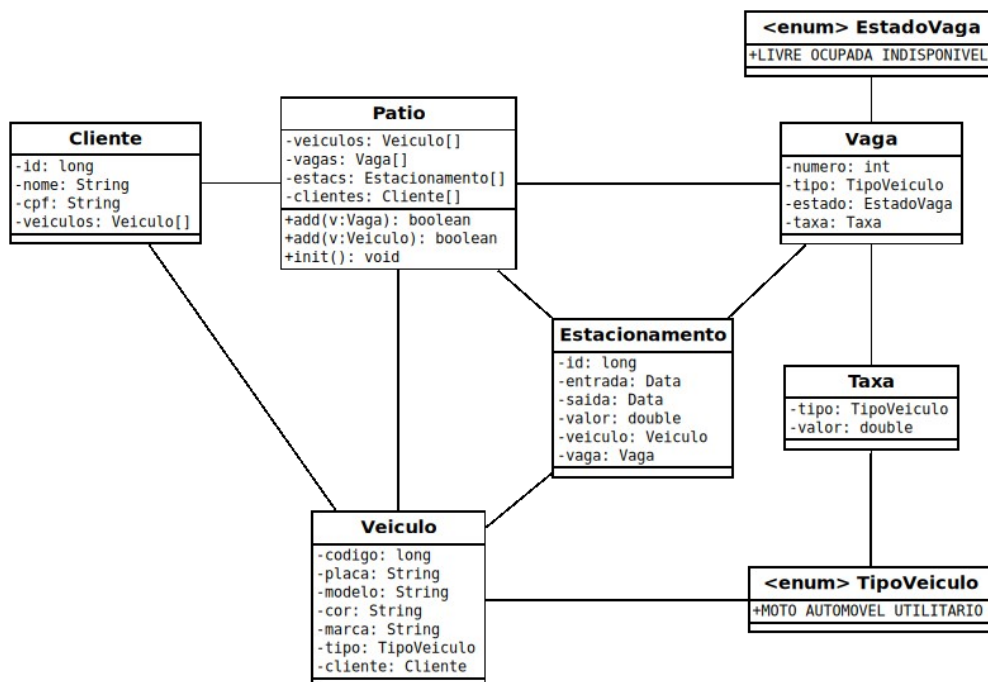 <enum> EstadoVaga
+LIVRE OCUPADA INDISPONIVEL
Cliente
-id: long
-nome: String
-cpf: String
-veiculos: Veiculo[]
Patio
-veiculos: Veiculo[]
-vagas: Vaga[]
-estacs: Estacionamento[]
-clientes: Cliente[]
+add(v:Vaga): boolean
+add(v:Veiculo): boolean
+init(): void
Vaga
-numero: int
-tipo: TipoVeiculo
-estado: EstadoVaga
-taxa: Taxa
Estacionamento
-id: long
-entrada: Data
-saida: Data
-valor: double
-veiculo: Veiculo
-vaga: Vaga
Taxa
-tipo: TipoVeiculo
-valor: double
Veiculo
-codigo: long
-placa: String
-modelo: String
-cor: String
-marca: String
-tipo: TipoVeiculo
-cliente: Cliente
<enum> TipoVeiculo
+MOTO AUTOMOVEL UTILITARIO